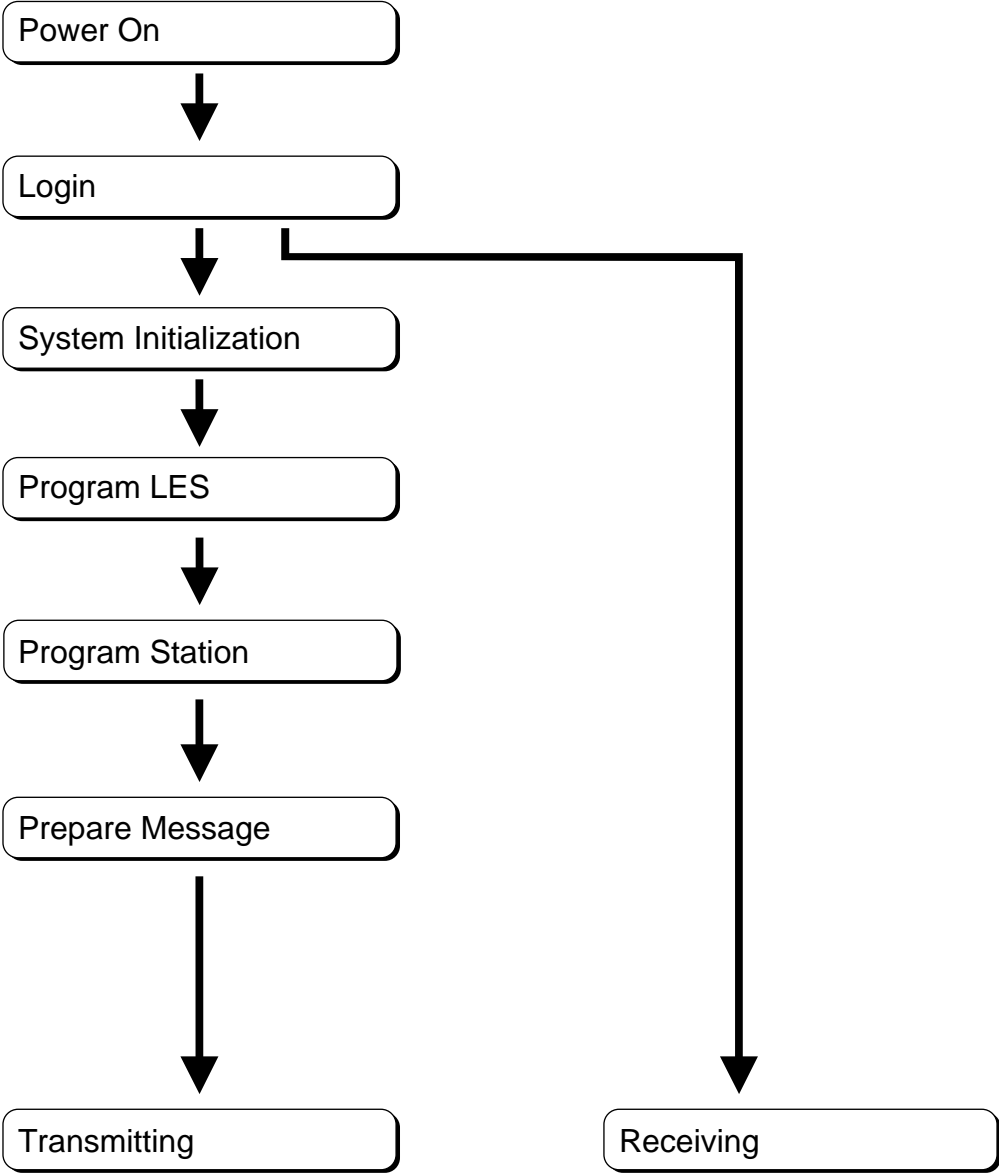 Power On
Login
System Initialization
Program LES
Program Station
Prepare Message
Transmitting
Receiving